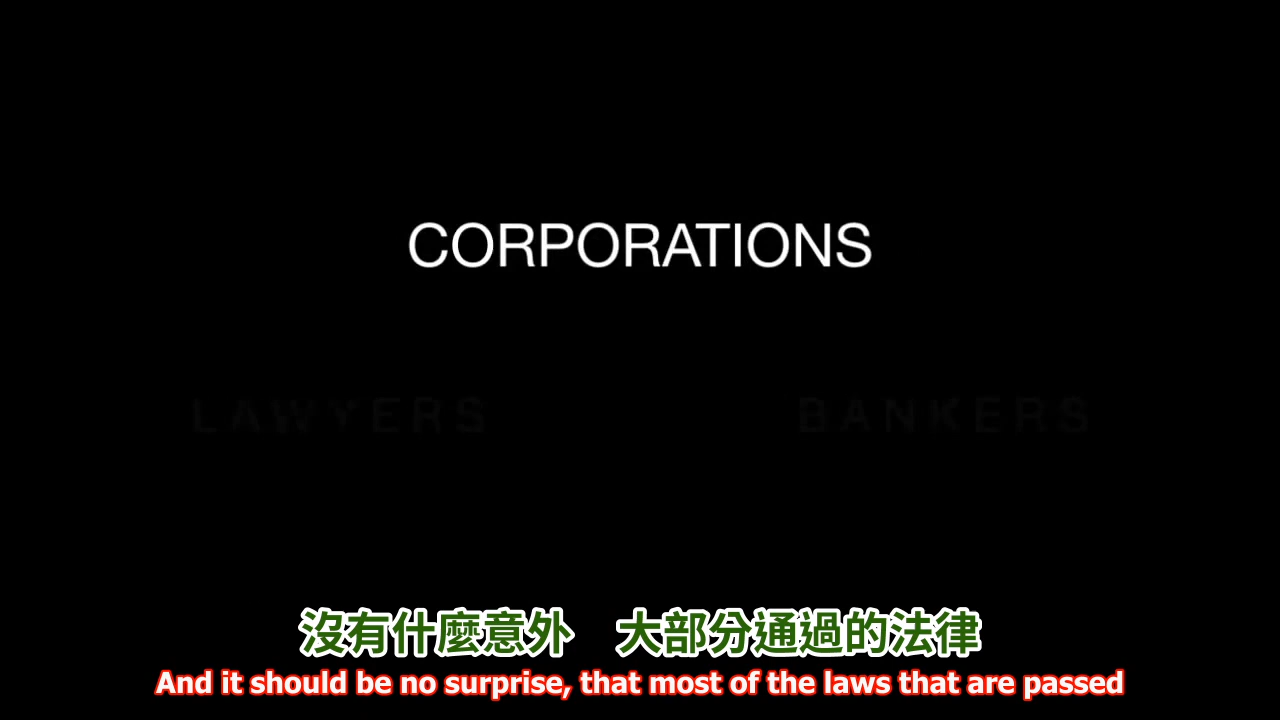 CORPORATIONS
LAWYERS BANKERS
沒有什麼意外 大部分通過的法律
And it should be no surprise, that most of the laws that are passed